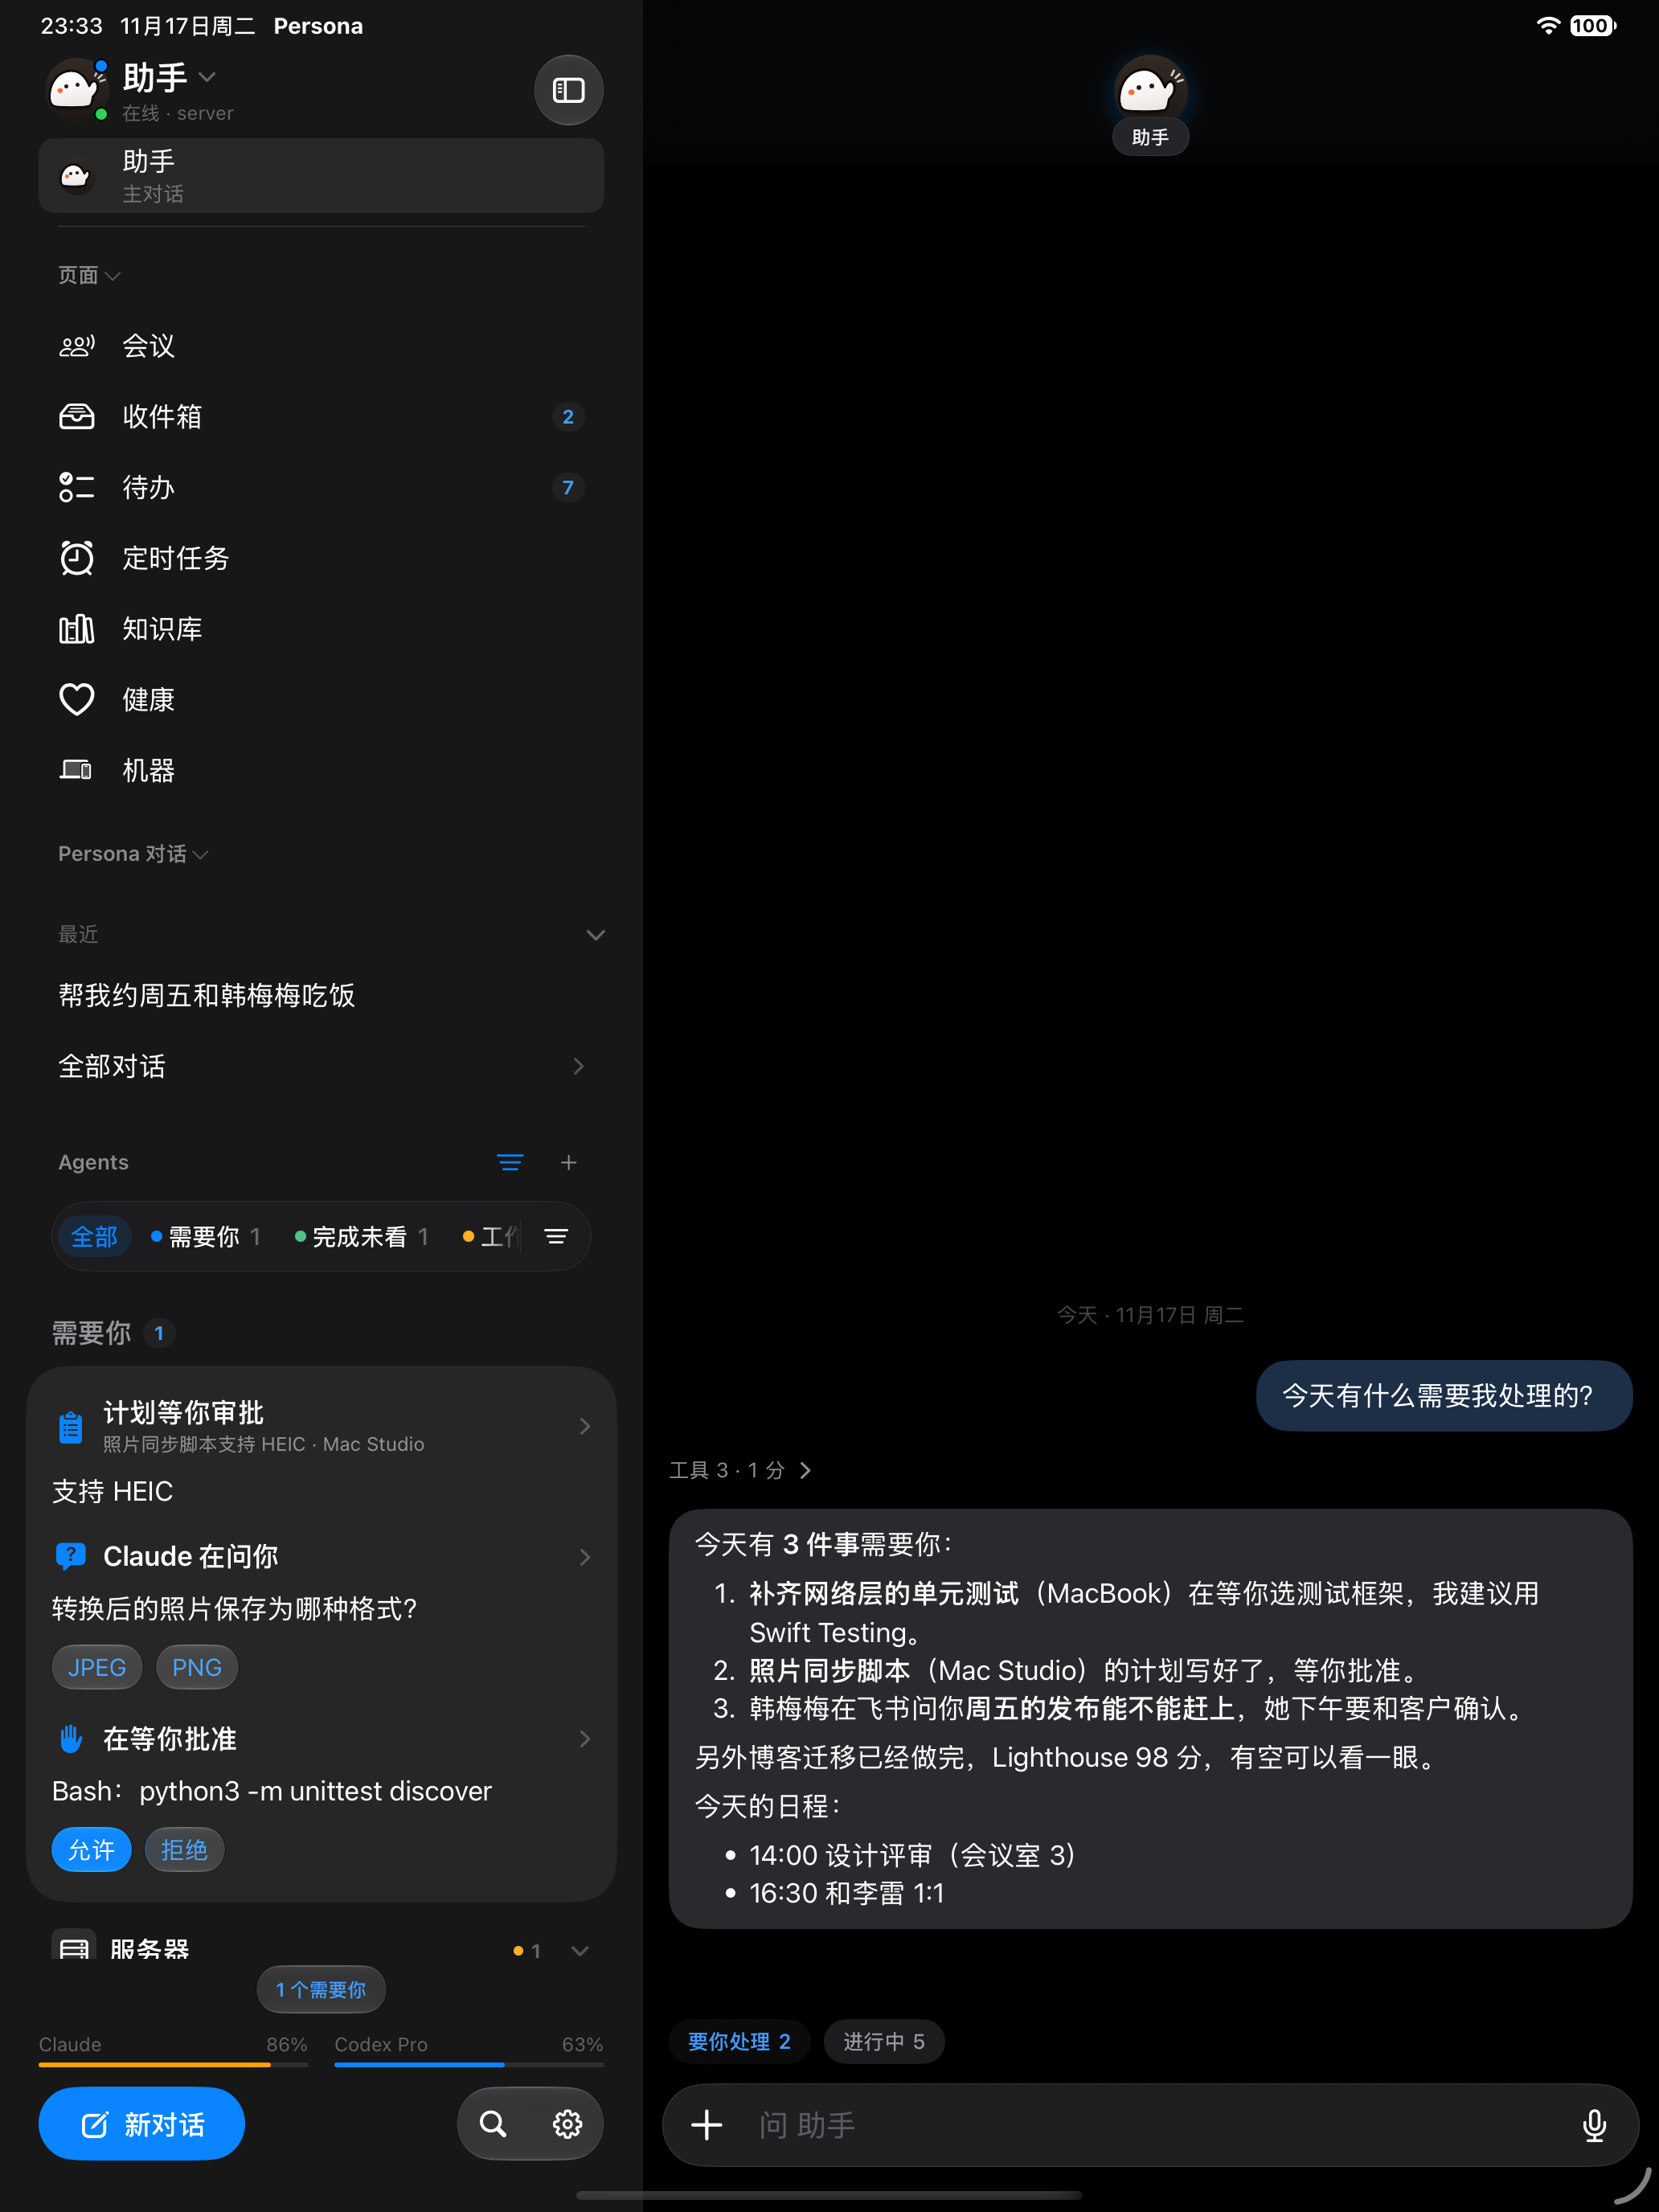 23:33 11月17日周二 Persona
100
助手
在线 · server
助手
主对话
页面
会议
收件箱 2
待办 7
定时任务
知识库
健康
机器
Persona 对话
最近
帮我约周五和韩梅梅吃饭
全部对话
Agents
全部 需要你 1 完成未看 1 工作
需要你 1
计划等你审批
照片同步脚本支持 HEIC · Mac Studio
支持 HEIC
Claude 在问你
转换后的照片保存为哪种格式?
JPEG PNG
在等你批准
Bash: python3 -m unittest discover
允许 拒绝
服务器 1
1 个需要你
Claude 86% Codex Pro 63%
新对话
助手
今天 · 11月17日 周二
今天有什么需要我处理的?
工具 3 · 1 分
今天有 3 件事需要你:
1. 补齐网络层的单元测试（MacBook）在等你选测试框架，我建议用
Swift Testing。
2. 照片同步脚本（Mac Studio）的计划写好了，等你批准。
3. 韩梅梅在飞书问你周五的发布能不能赶上，她下午要和客户确认。
另外博客迁移已经做完，Lighthouse 98 分，有空可以看一眼。
今天的日程:
• 14:00 设计评审（会议室 3）
• 16:30 和李雷 1:1
要你处理 2 进行中 5
问 助手